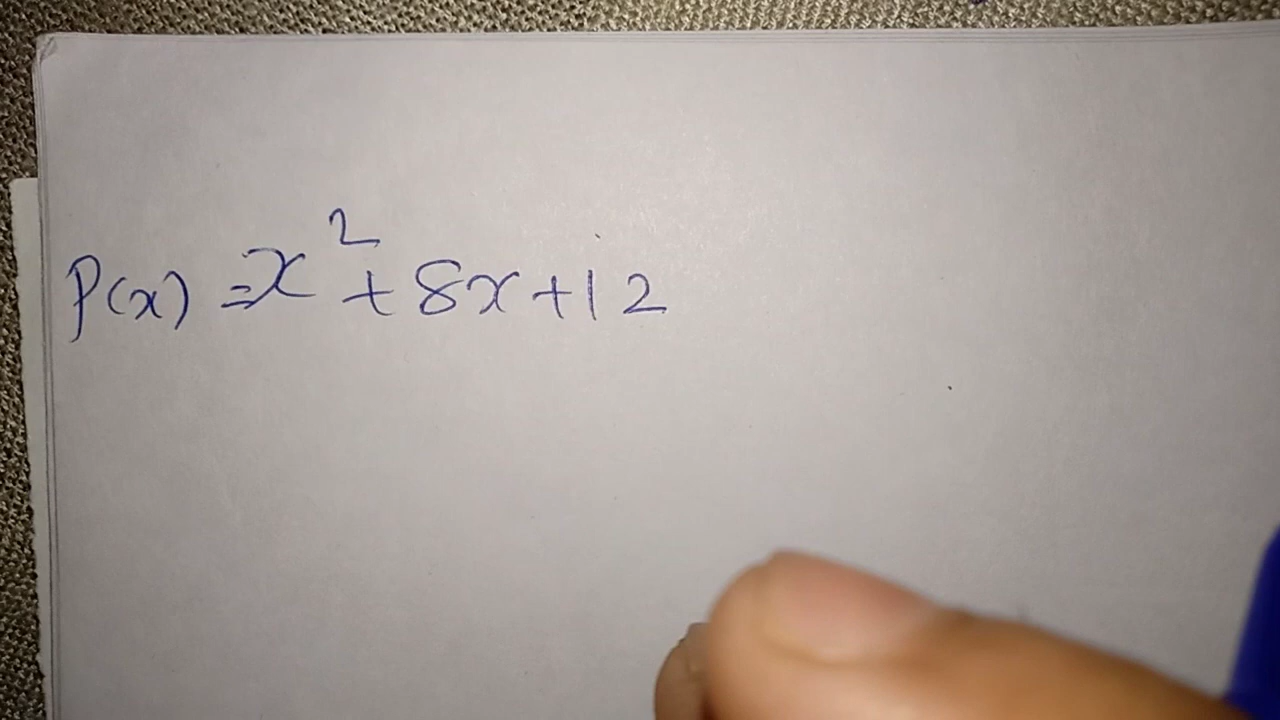 P(x) = x² + 8x + 12